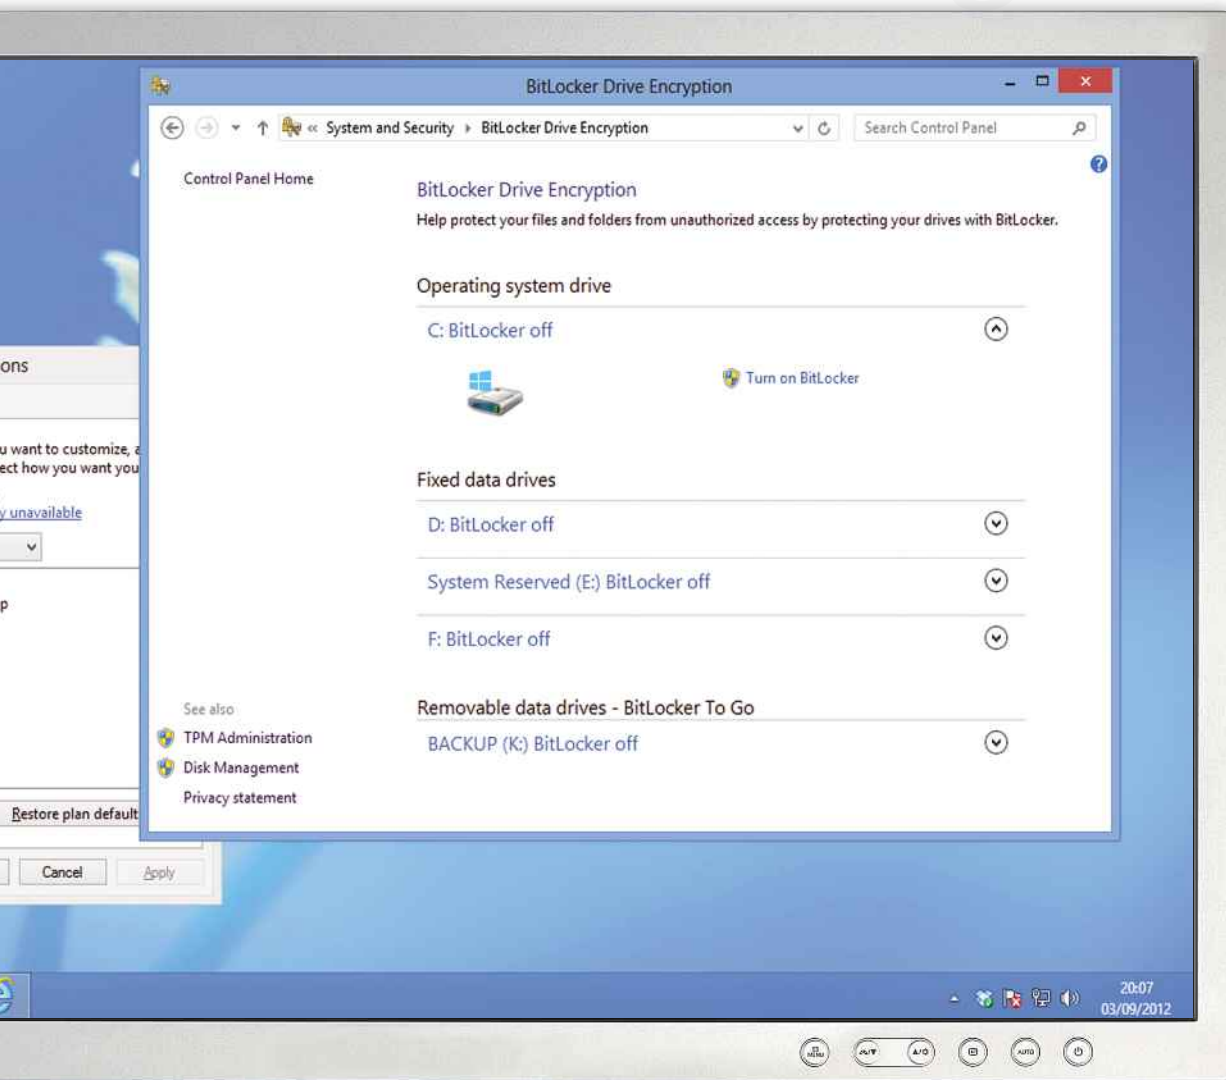 BitLocker Drive Encryption
« System and Security BitLocker Drive Encryption
Search Control Panel
Control Panel Home
BitLocker Drive Encryption
Help protect your files and folders from unauthorized access by protecting your drives with BitLocker.
Operating system drive
C: BitLocker off
Turn on BitLocker
Fixed data drives
D: BitLocker off
System Reserved (E:) BitLocker off
F: BitLocker off
Removable data drives - BitLocker To Go
BACKUP (K:) BitLocker off
See also
TPM Administration
Disk Management
Privacy statement
ons
u want to customize, a
ect how you want you
y unavailable
p
Restore plan default
Cancel
Apply
20:07
03/09/2012
MENU
AUTO